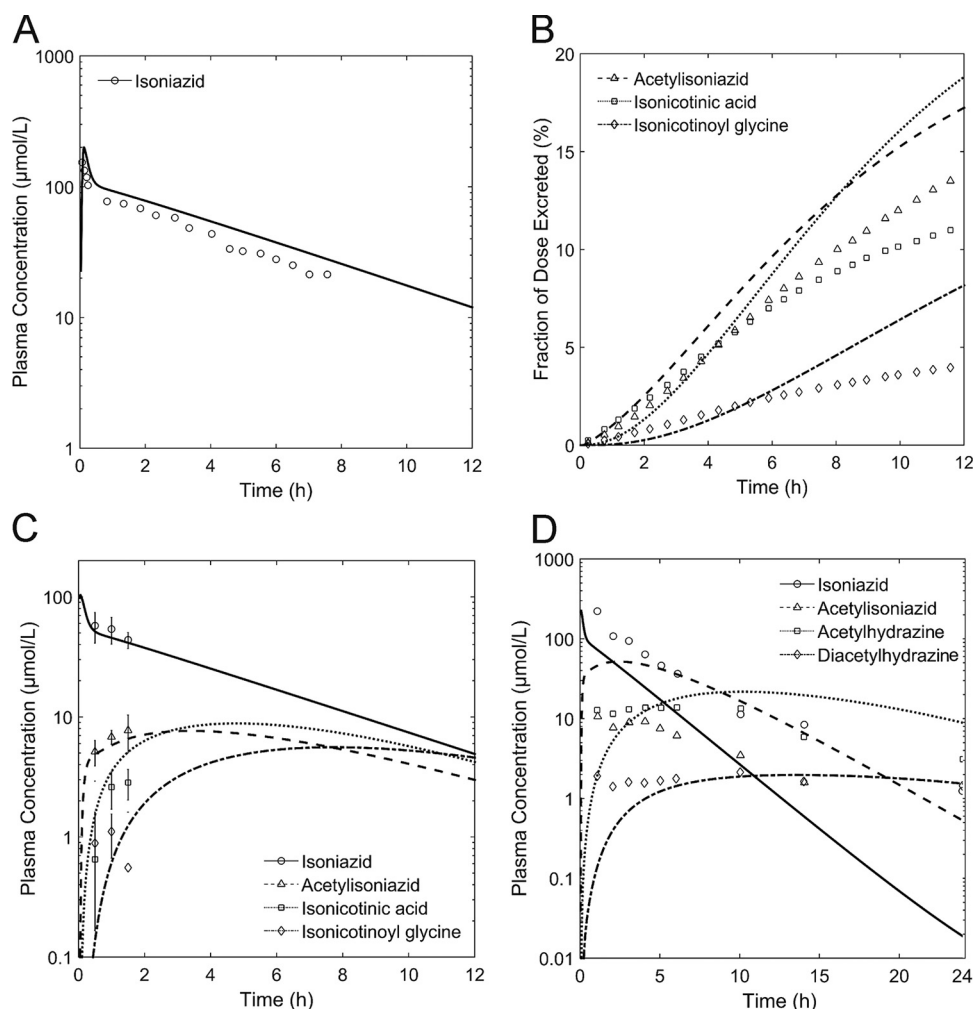 A
1000
100
10
1
Plasma Concentration (μmol/L)
Isoniazid
0 2 4 6 8 10 12
Time (h)
B
20
15
10
5
0
Fraction of Dose Excreted (%)
Acetylisoniazid
Isonicotinic acid
Isonicotinoyl glycine
0 2 4 6 8 10 12
Time (h)
C
100
10
1
0.1
Plasma Concentration (μmol/L)
Isoniazid
Acetylisoniazid
Isonicotinic acid
Isonicotinoyl glycine
0 2 4 6 8 10 12
Time (h)
D
1000
100
10
1
0.1
0.01
Plasma Concentration (μmol/L)
Isoniazid
Acetylisoniazid
Acetylhydrazine
Diacetylhydrazine
0 5 10 15 20 24
Time (h)